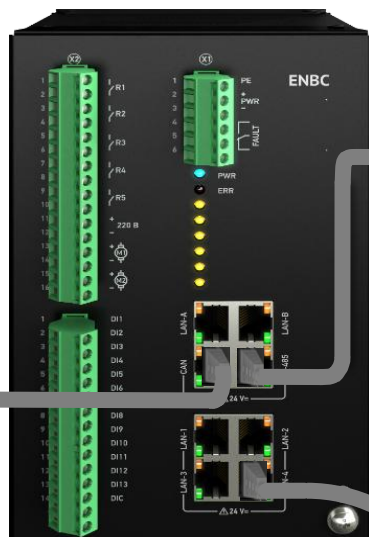 X2
X1
ENBC
1
2
3
4
5
6
7
8
9
10
11
12
13
14
15
16
R1
R2
R3
R4
R5
+
220 В
−
+ M1
−
+ M2
−
1
2
3
4
5
6
PE
+
PWR
−
FAULT
PWR
ERR
LAN-A
LAN-B
CAN
-485
24 V
LAN-1
LAN-2
LAN-3
N-4
24 V
1
2
3
4
5
6
8
9
10
11
12
13
14
DI1
DI2
DI3
DI4
DI5
DI6
DI8
DI9
DI10
DI11
DI12
DI13
DIC